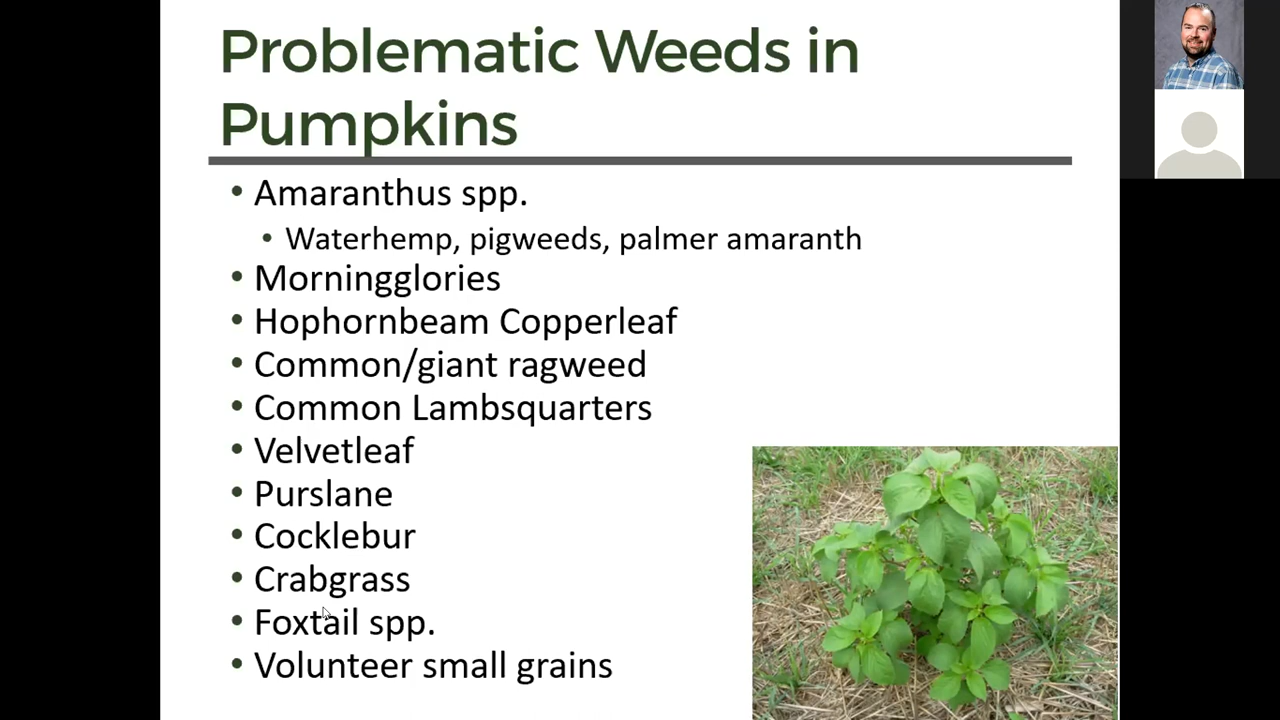 Problematic Weeds in
Pumpkins
• Amaranthus spp.
• Waterhemp, pigweeds, palmer amaranth
• Morningglories
• Hophornbeam Copperleaf
• Common/giant ragweed
• Common Lambsquarters
• Velvetleaf
• Purslane
• Cocklebur
• Crabgrass
• Foxtail spp.
• Volunteer small grains